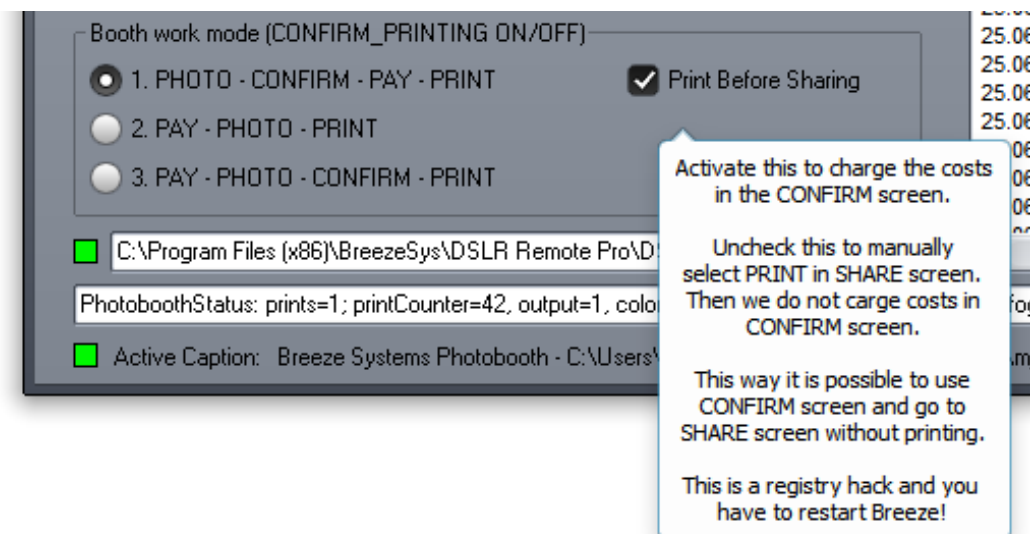 Booth work mode (CONFIRM_PRINTING ON/OFF)
1. PHOTO - CONFIRM - PAY - PRINT
Print Before Sharing
2. PAY - PHOTO - PRINT
3. PAY - PHOTO - CONFIRM - PRINT
25.06
25.06
25.06
25.06
Activate this to charge the costs
in the CONFIRM screen.
Uncheck this to manually
select PRINT in SHARE screen.
Then we do not carge costs in
CONFIRM screen.
This way it is possible to use
CONFIRM screen and go to
SHARE screen without printing.
This is a registry hack and you
have to restart Breeze!
C:\Program Files (x86)\BreezeSys\DSLR Remote Pro\D
PhotoboothStatus: prints=1; printCounter=42, output=1, colo
Active Caption: Breeze Systems Photobooth - C:\Users\